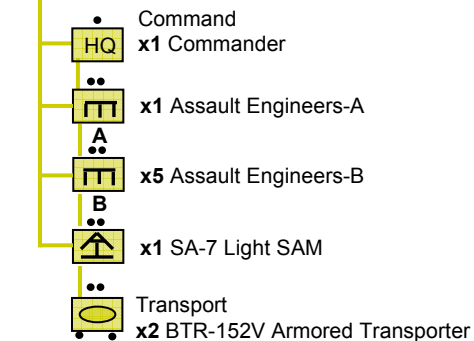 Command
HQ x1 Commander
x1 Assault Engineers-A
A
x5 Assault Engineers-B
B
x1 SA-7 Light SAM
Transport
x2 BTR-152V Armored Transporter